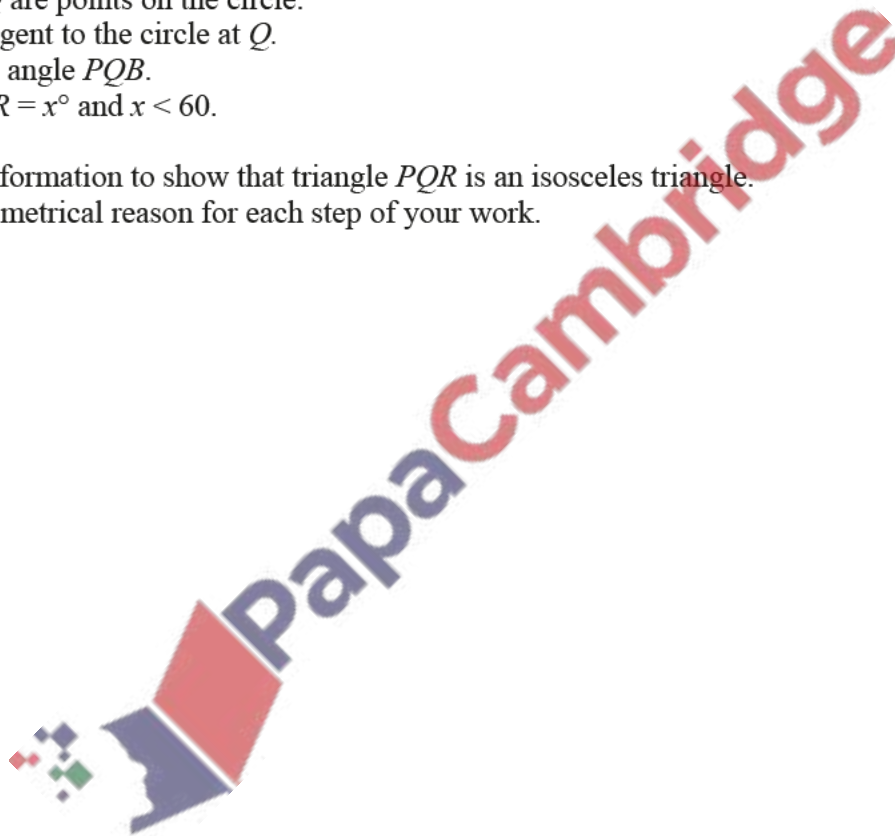 are points on the circle.
gent to the circle at Q.
angle PQB.
R = x° and x < 60.
formation to show that triangle PQR is an isosceles triangle.
metrical reason for each step of your work.
PapaCambridge